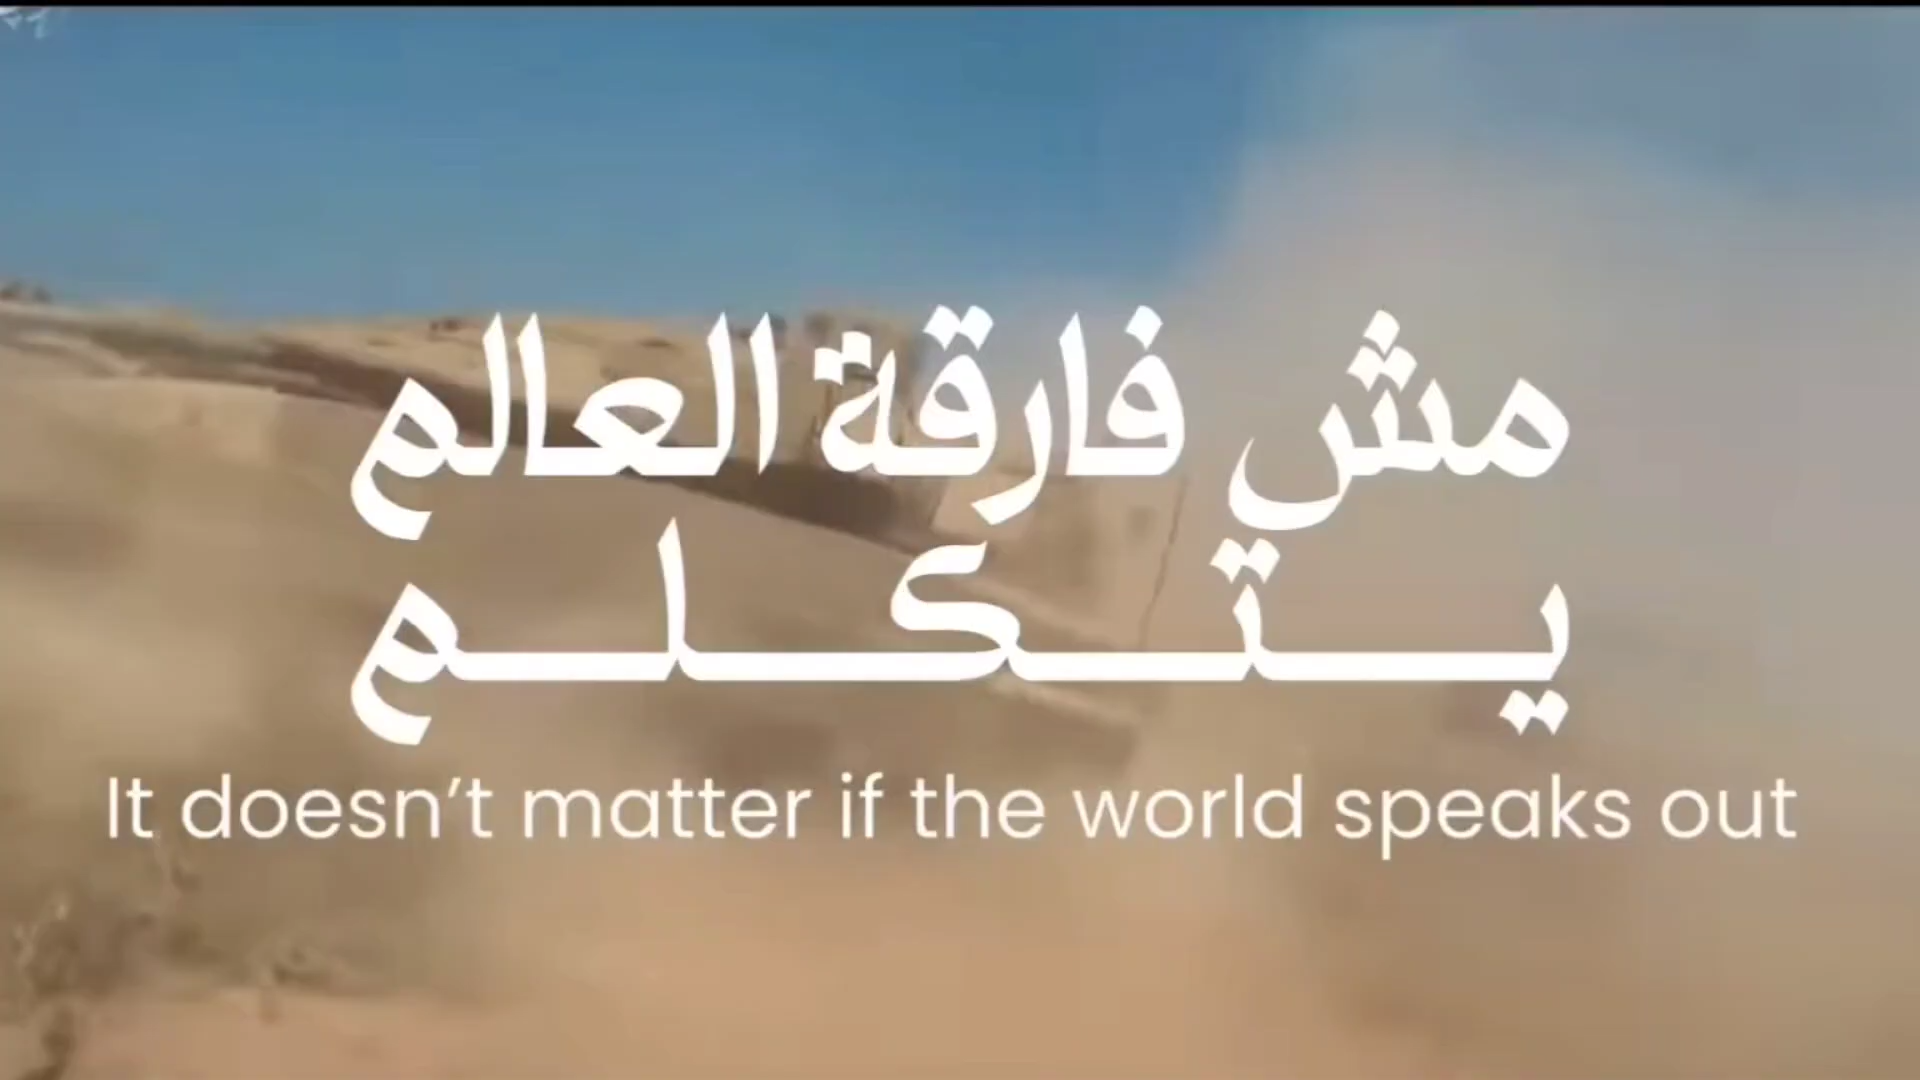 مش فارقة العالم
يتكلم
It doesn’t matter if the world speaks out